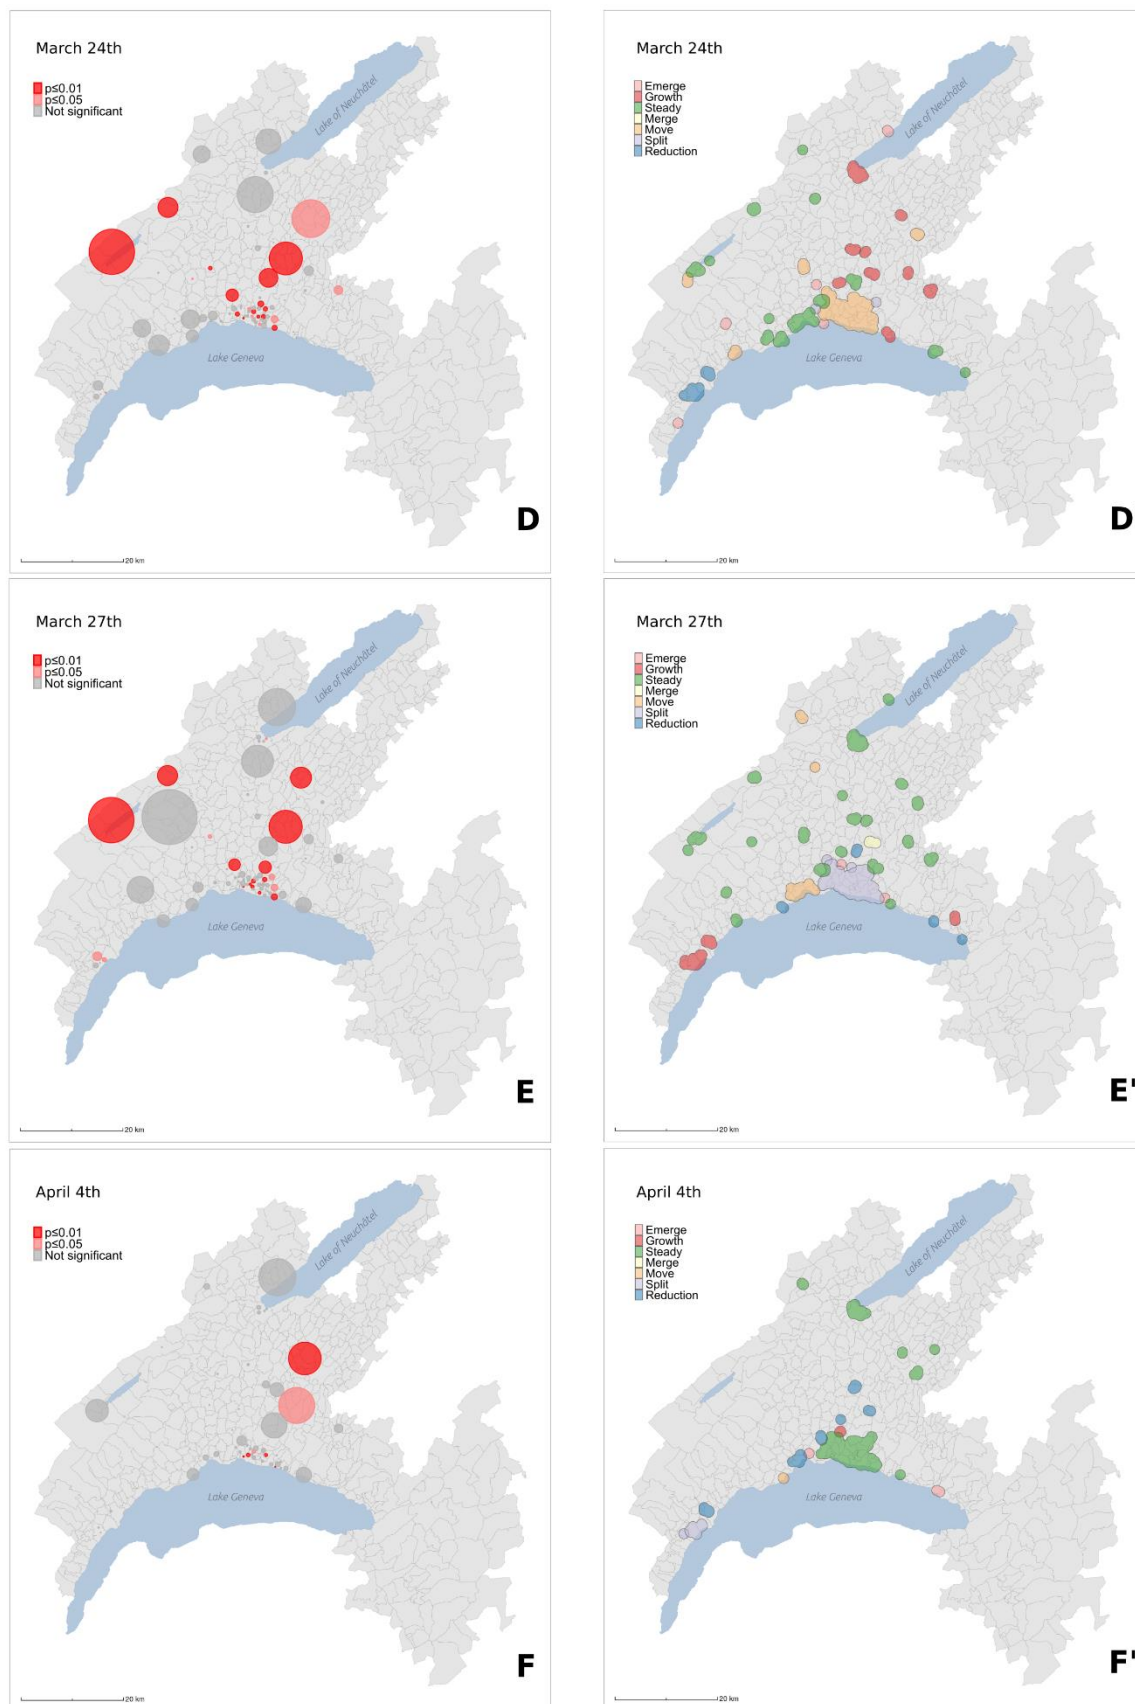 March 24th
p≤0.01
p≤0.05
Not significant
Lake of Neuchâtel
Lake Geneva
D
20 km
March 24th
Emerge
Growth
Steady
Merge
Move
Split
Reduction
Lake of Neuchâtel
Lake Geneva
D
20 km
March 27th
p≤0.01
p≤0.05
Not significant
Lake of Neuchâtel
Lake Geneva
E
20 km
March 27th
Emerge
Growth
Steady
Merge
Move
Split
Reduction
Lake of Neuchâtel
Lake Geneva
E'
20 km
April 4th
p≤0.01
p≤0.05
Not significant
Lake of Neuchâtel
Lake Geneva
F
20 km
April 4th
Emerge
Growth
Steady
Merge
Move
Split
Reduction
Lake of Neuchâtel
Lake Geneva
F'
20 km